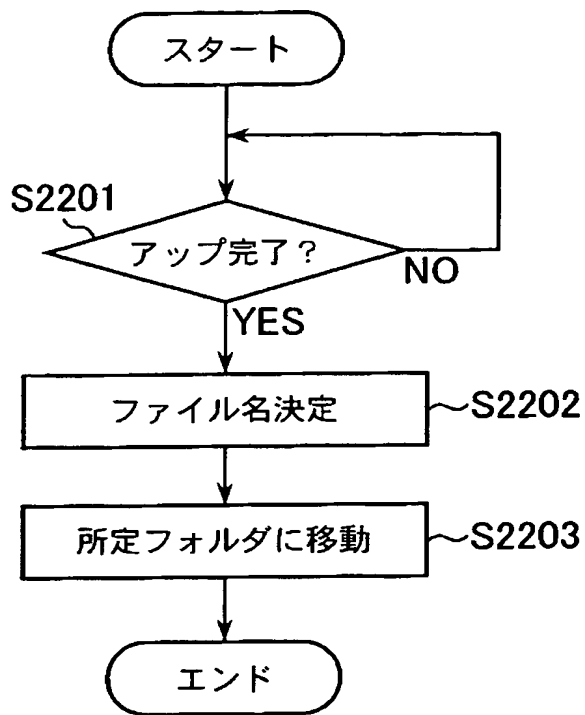 スタート
S2201
アップ完了?
NO
YES
ファイル名決定
S2202
所定フォルダに移動
S2203
エンド